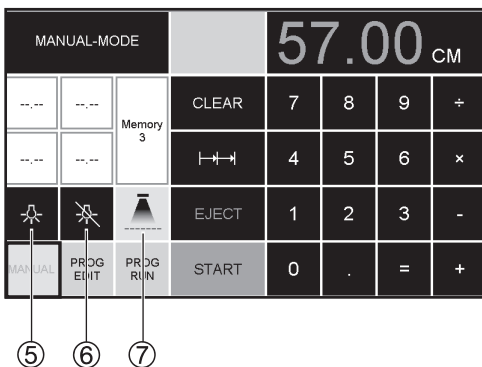 MANUAL-MODE
57.00 CM
--.-- --.-- Memory CLEAR 7 8 9 ÷
3
--.-- --.-- 4 5 6 ×
EJECT 1 2 3 -
MANUAL PROG EDIT PROG RUN START 0 . = +
⑤ ⑥ ⑦